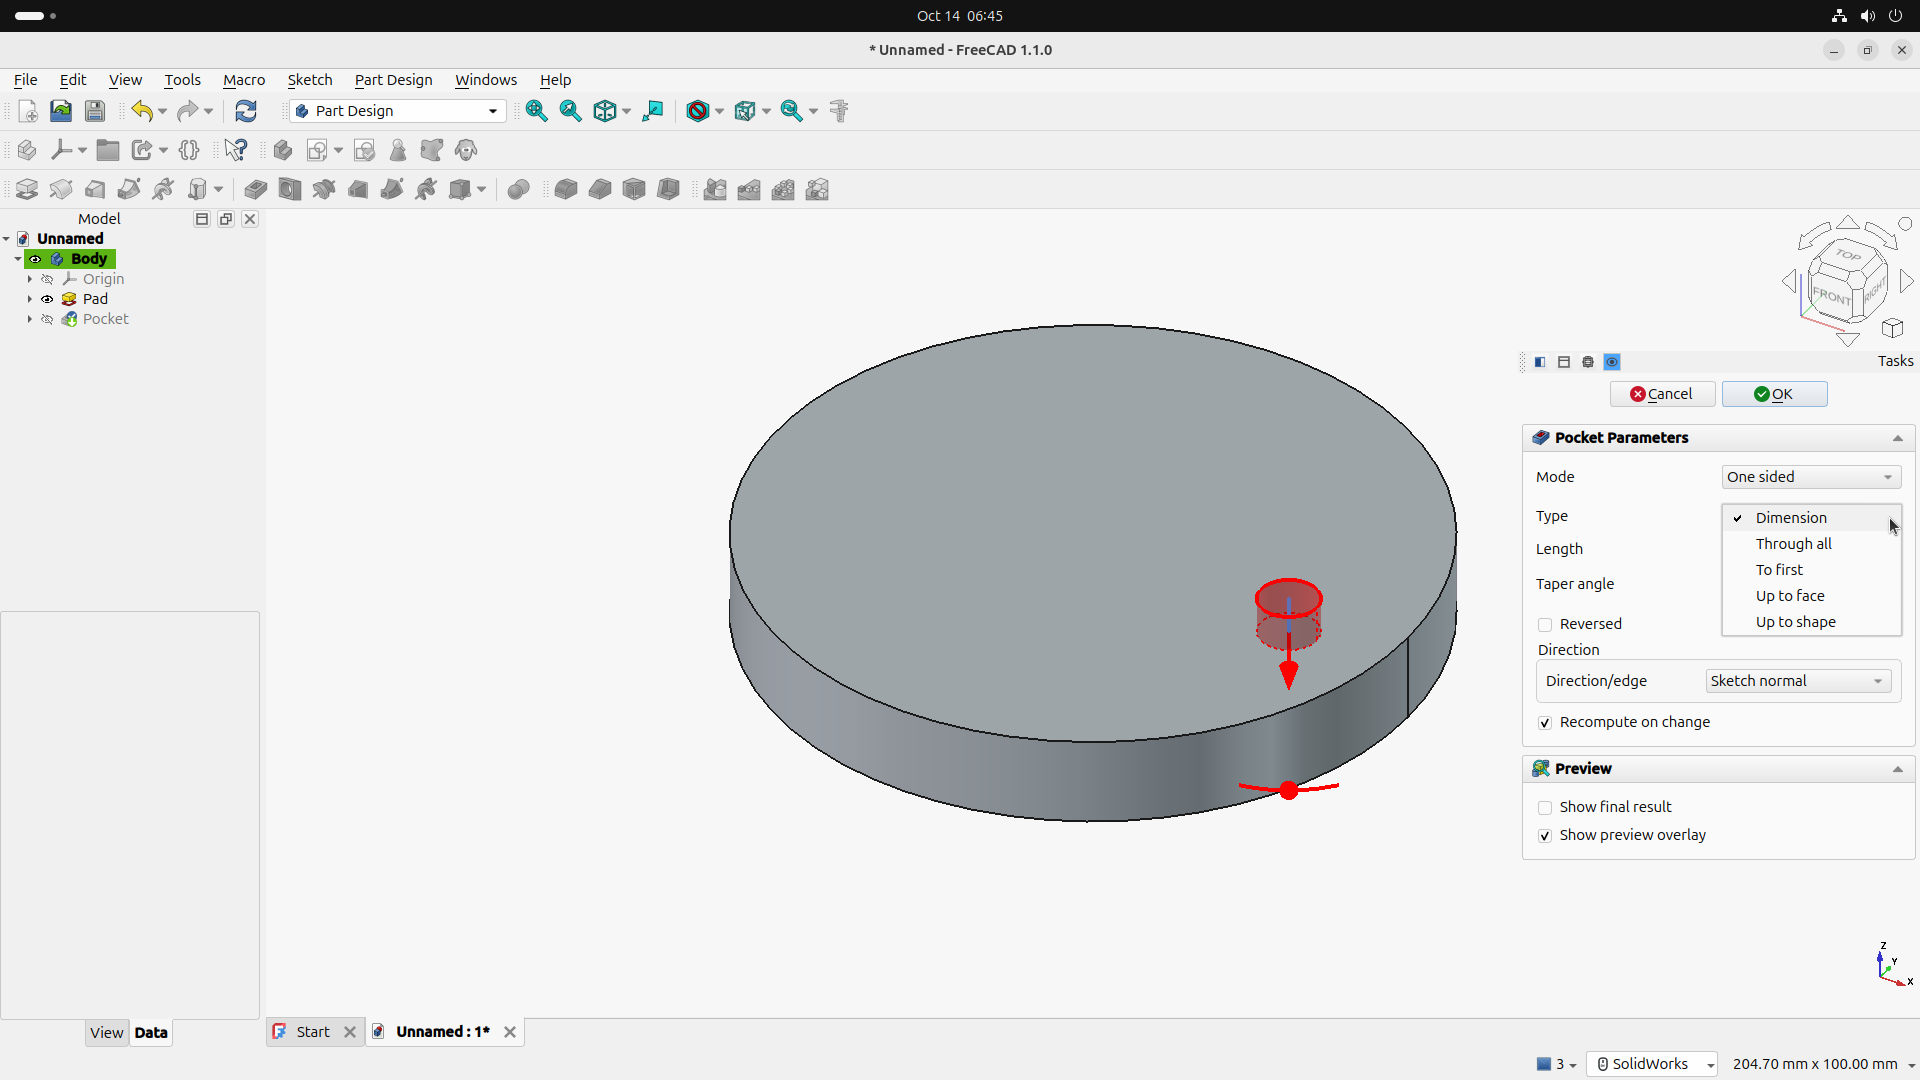 Oct 14 06:45
* Unnamed - FreeCAD 1.1.0
File Edit View Tools Macro Sketch Part Design Windows Help
Part Design
Model
Unnamed
Body
Origin
Pad
Pocket
TOP
FRONT
RIGHT
Tasks
Cancel
OK
Pocket Parameters
Mode
One sided
Type
Dimension
Through all
To first
Up to face
Up to shape
Length
Taper angle
Reversed
Direction
Direction/edge
Sketch normal
Recompute on change
Preview
Show final result
Show preview overlay
Z
Y
X
View
Data
Start
Unnamed : 1*
3
SolidWorks
204.70 mm x 100.00 mm